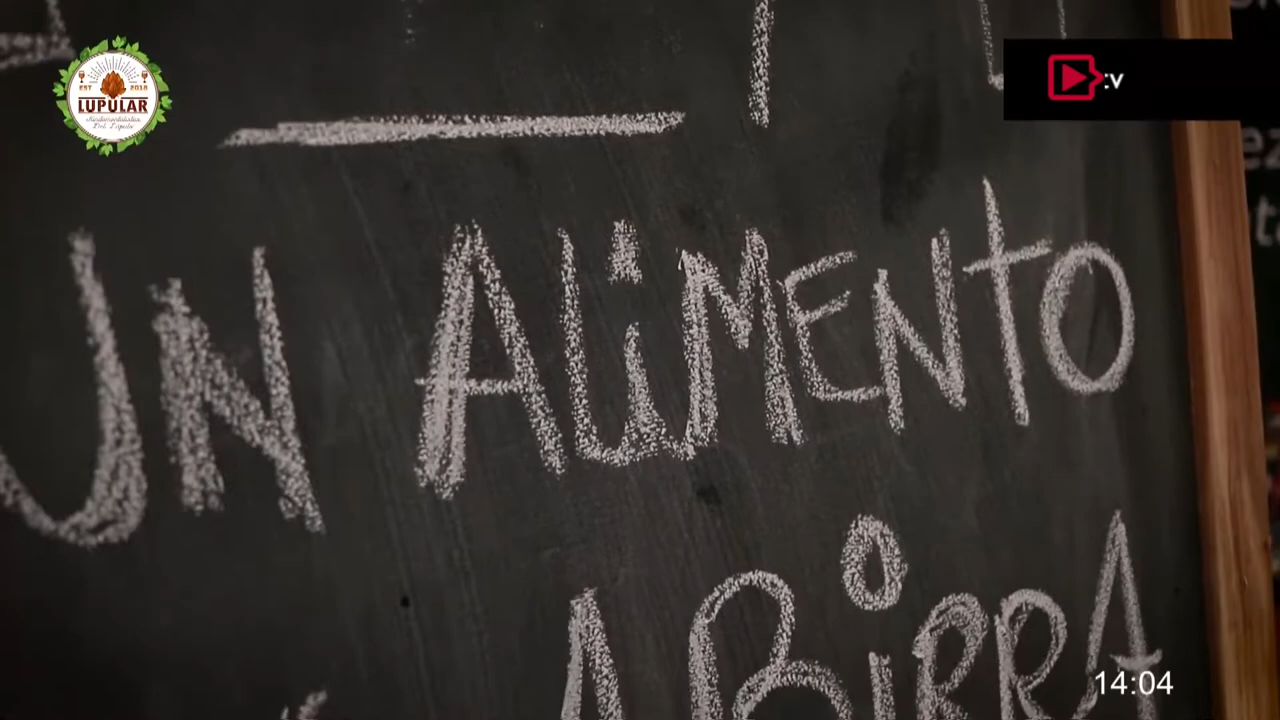 EST 2018
LUPULAR
:v
UN ALiMENtO
A BiRRA
14:04